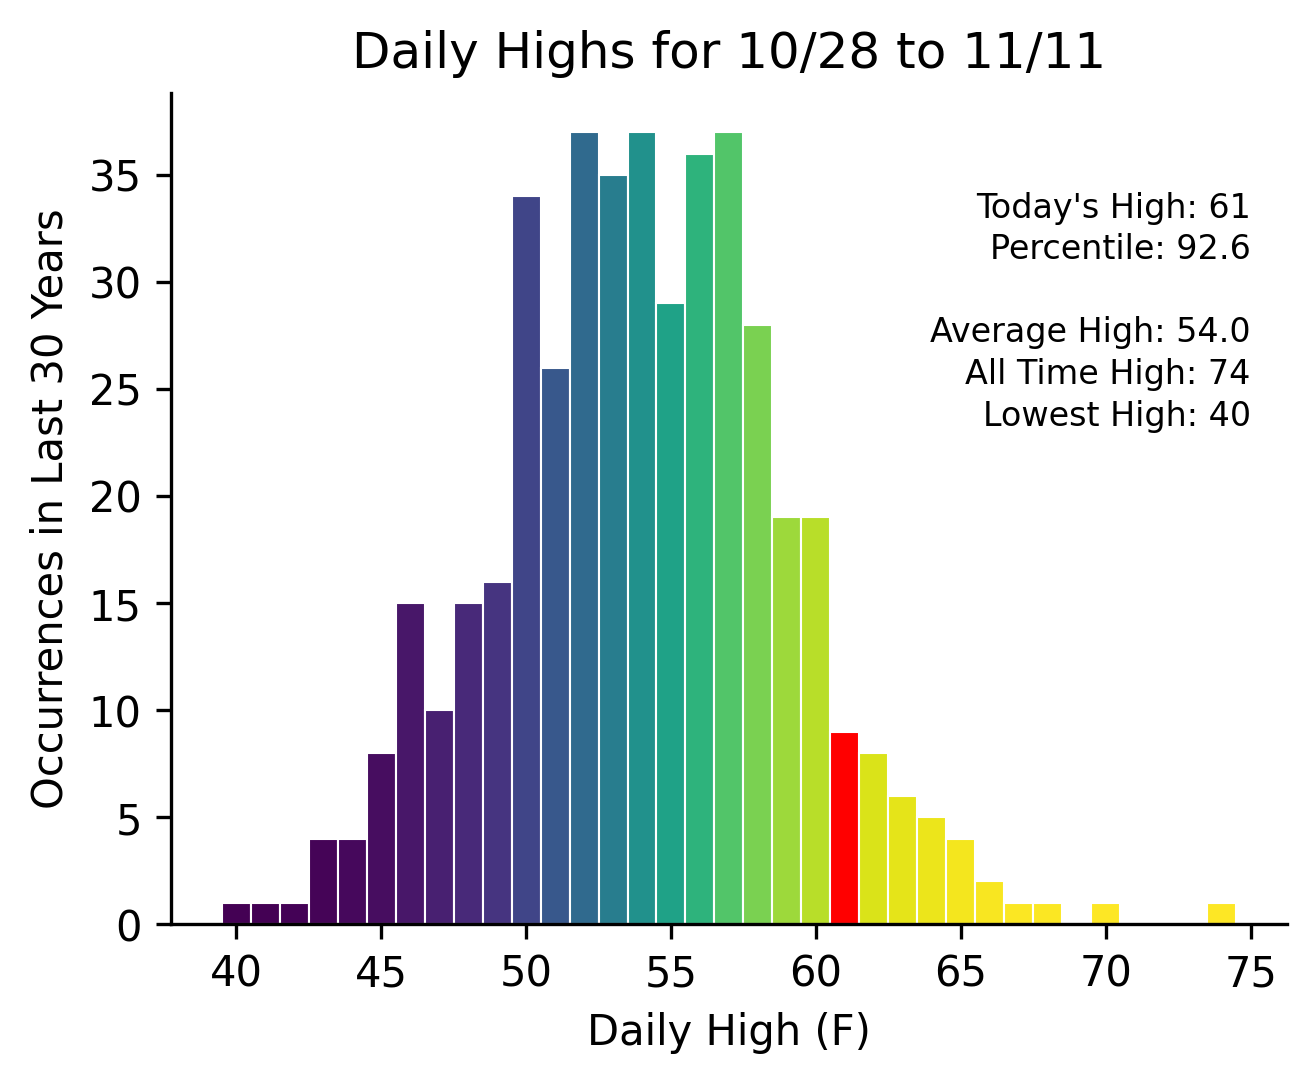 Daily Highs for 10/28 to 11/11
Occurrences in Last 30 Years
35
30
25
20
15
10
5
0
Today's High: 61
Percentile: 92.6
Average High: 54.0
All Time High: 74
Lowest High: 40
40 45 50 55 60 65 70 75
Daily High (F)